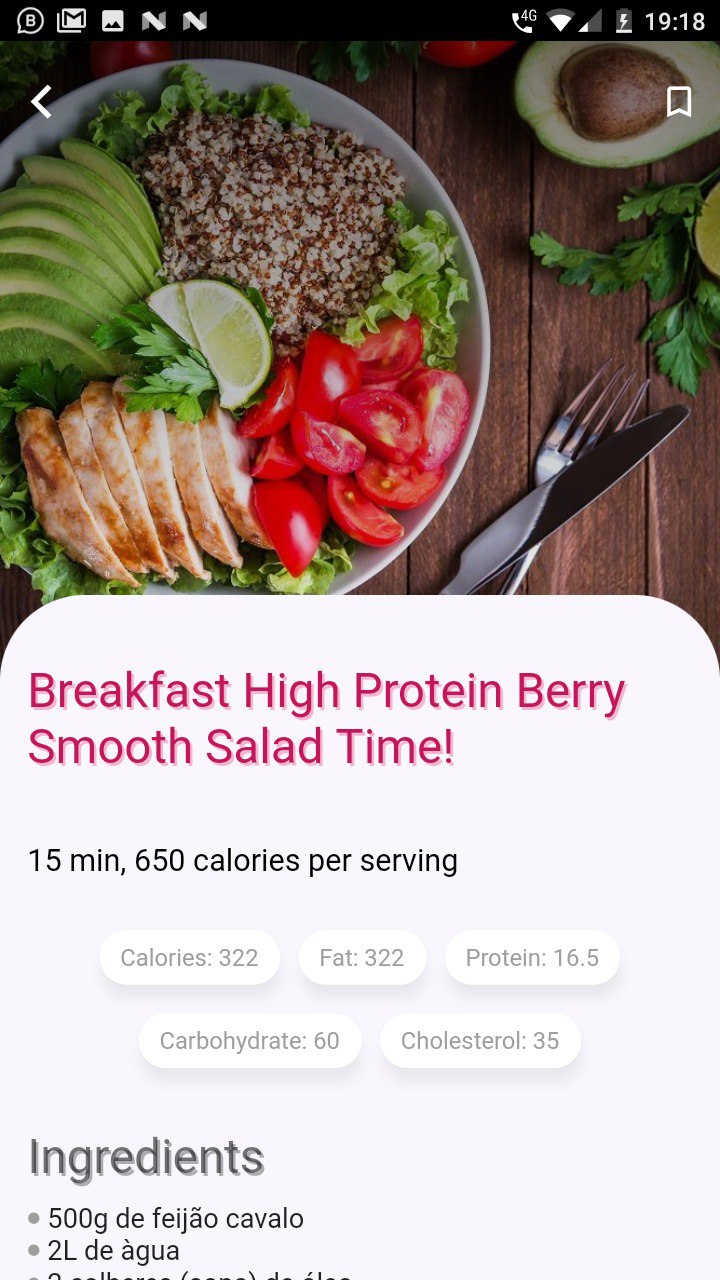 4G
19:18
Breakfast High Protein Berry
Smooth Salad Time!
15 min, 650 calories per serving
Calories: 322
Fat: 322
Protein: 16.5
Carbohydrate: 60
Cholesterol: 35
Ingredients
• 500g de feijão cavalo
• 2L de àgua